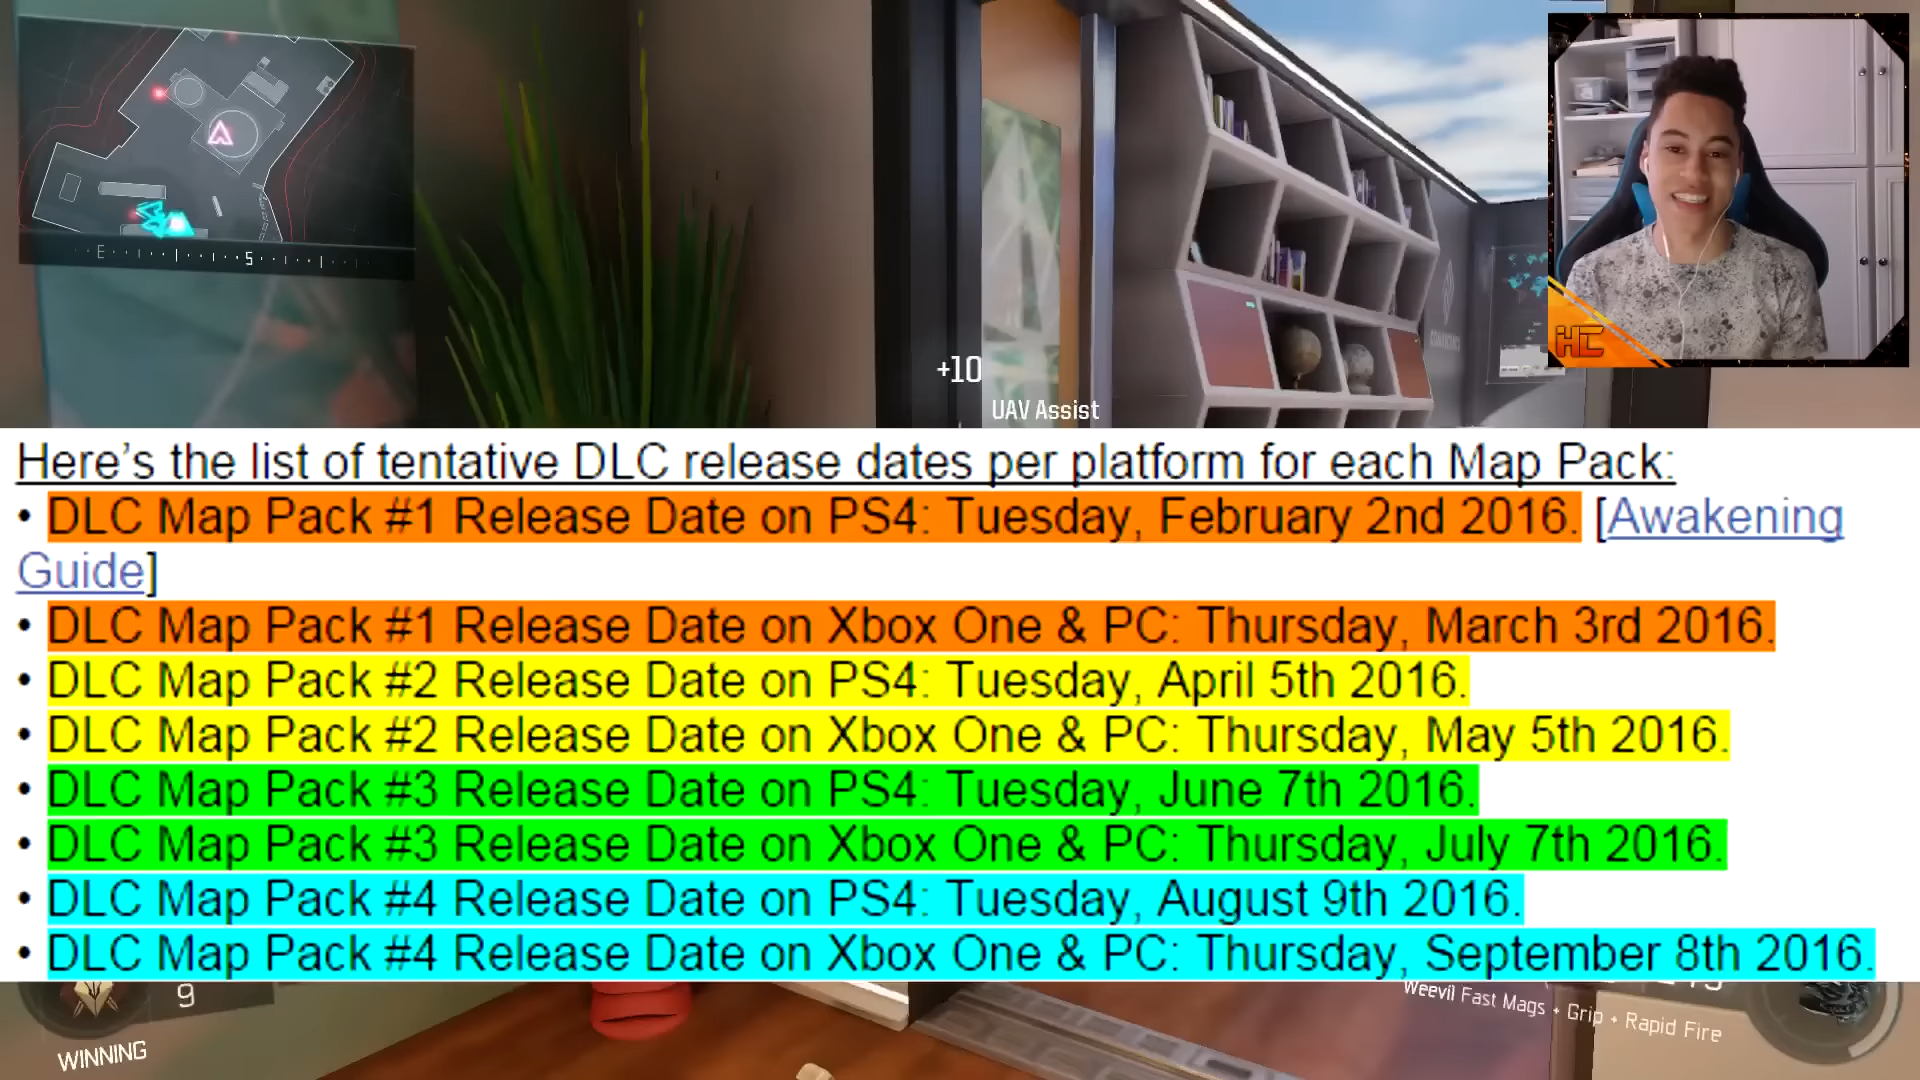 E
S
HC
+10
UAV Assist
Here’s the list of tentative DLC release dates per platform for each Map Pack:
• DLC Map Pack #1 Release Date on PS4: Tuesday, February 2nd 2016. [Awakening
Guide]
• DLC Map Pack #1 Release Date on Xbox One & PC: Thursday, March 3rd 2016.
• DLC Map Pack #2 Release Date on PS4: Tuesday, April 5th 2016.
• DLC Map Pack #2 Release Date on Xbox One & PC: Thursday, May 5th 2016.
• DLC Map Pack #3 Release Date on PS4: Tuesday, June 7th 2016.
• DLC Map Pack #3 Release Date on Xbox One & PC: Thursday, July 7th 2016.
• DLC Map Pack #4 Release Date on PS4: Tuesday, August 9th 2016.
• DLC Map Pack #4 Release Date on Xbox One & PC: Thursday, September 8th 2016.
9
WINNING
Weevil Fast Mags + Grip + Rapid Fire